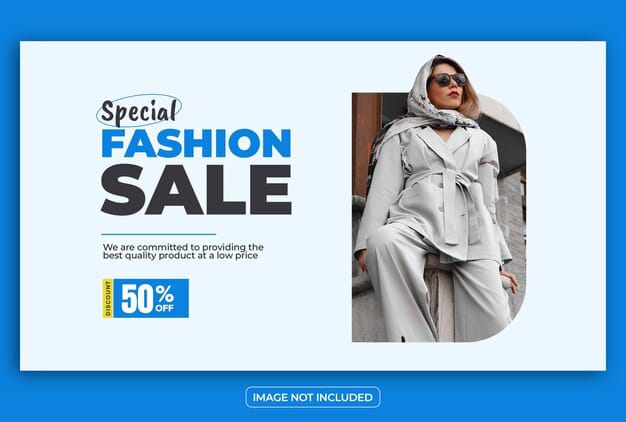 Special
FASHION
SALE
We are committed to providing the
best quality product at a low price
DISCOUNT
50% OFF
IMAGE NOT INCLUDED